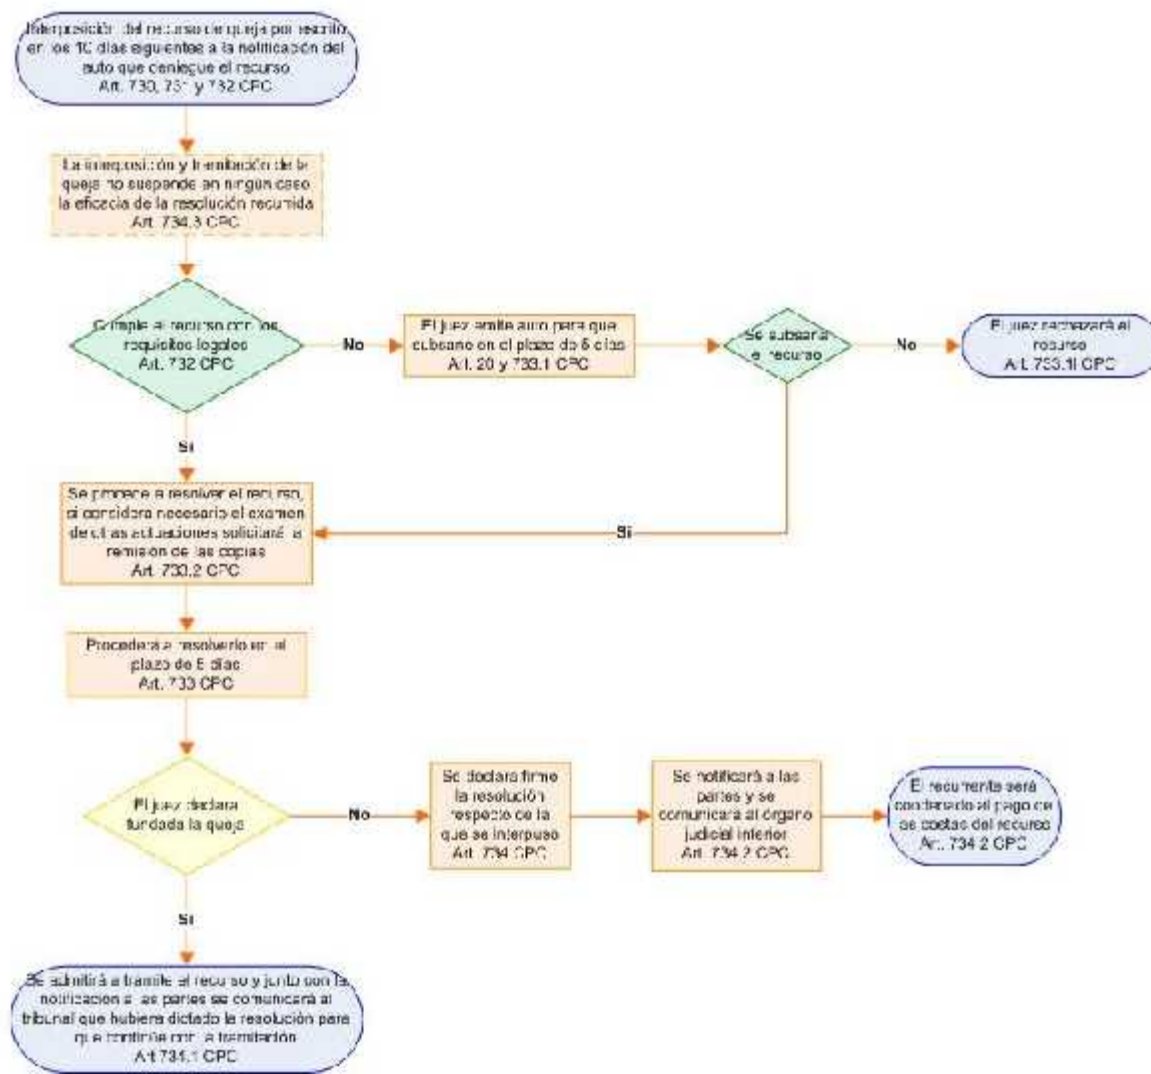 Interposición del recurso de queja por escrito
en los 10 días siguientes a la notificación del
auto que deniegue el recurso
Art. 730, 731 y 732 CPC
La interposición y tramitación de la
queja no suspende en ningún caso
la eficacia de la resolución recurrida
Art. 734.3 CPC
Cumple el recurso con los
requisitos legales
Art. 732 CPC
No
El juez emite auto para que
subsane en el plazo de 5 días
Art. 20 y 733.1 CPC
Se subsana
el recurso
No
El juez rechazará el
recurso
Art. 733.1 CPC
Si
Se procede a resolver el recurso,
si considera necesario el examen
de otras actuaciones solicitará la
remisión de las copias
Art. 733.2 CPC
Si
Procederá a resolverlo en el
plazo de 5 días
Art. 733 CPC
El juez declara
fundada la queja
No
Se declara firme
la resolución
respecto de la
que se interpuso
Art. 734 CPC
Se notificará a las
partes y se
comunicará al órgano
judicial inferior
Art. 734.2 CPC
El recurrente será
condenado al pago de
las costas del recurso
Art. 734.2 CPC
Si
Se admitirá a tramite el recurso y junto con la
notificación a las partes se comunicará al
tribunal que hubiera dictado la resolución para
que continúe con la tramitación
Art 734.1 CPC